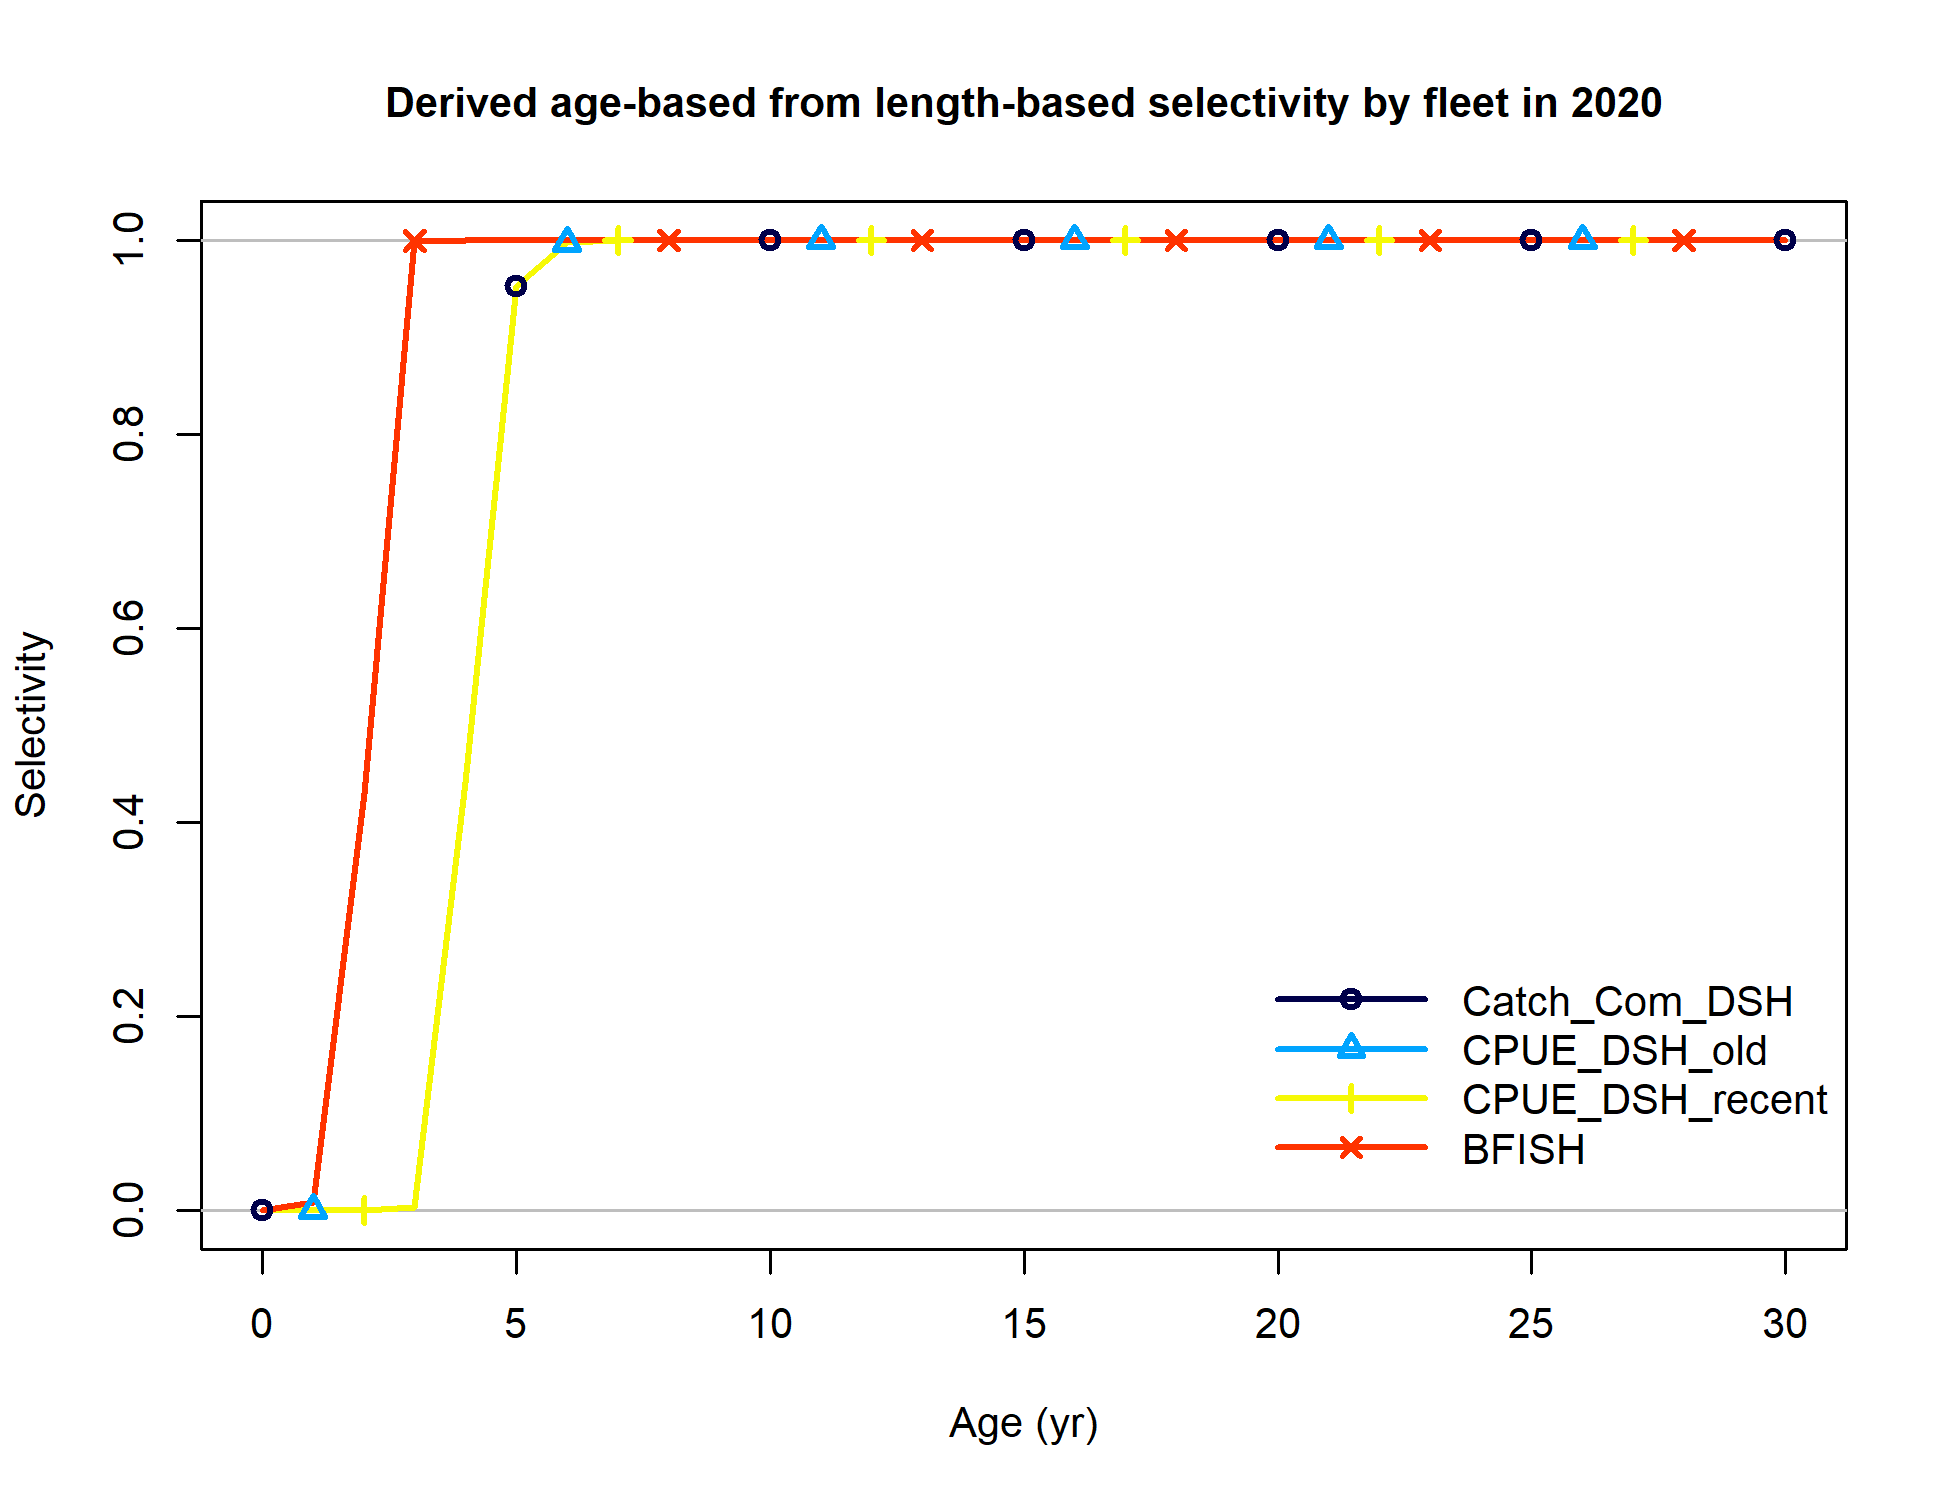 Derived age-based from length-based selectivity by fleet in 2020
1.0
0.8
0.6
0.4
0.2
0.0
Selectivity
Catch_Com_DSH
CPUE_DSH_old
CPUE_DSH_recent
BFISH
0 5 10 15 20 25 30
Age (yr)